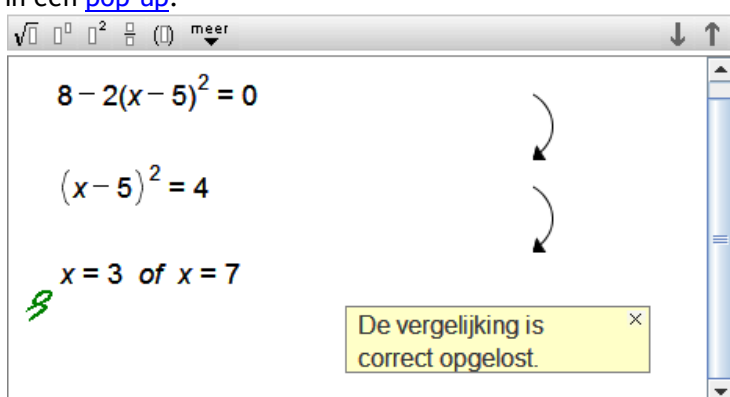 in een pop-up.
√▯ ▯▯ ▯² ▯/▯ (▯) meer
8 − 2(x − 5)² = 0
(x − 5)² = 4
x = 3 of x = 7
De vergelijking is
correct opgelost.